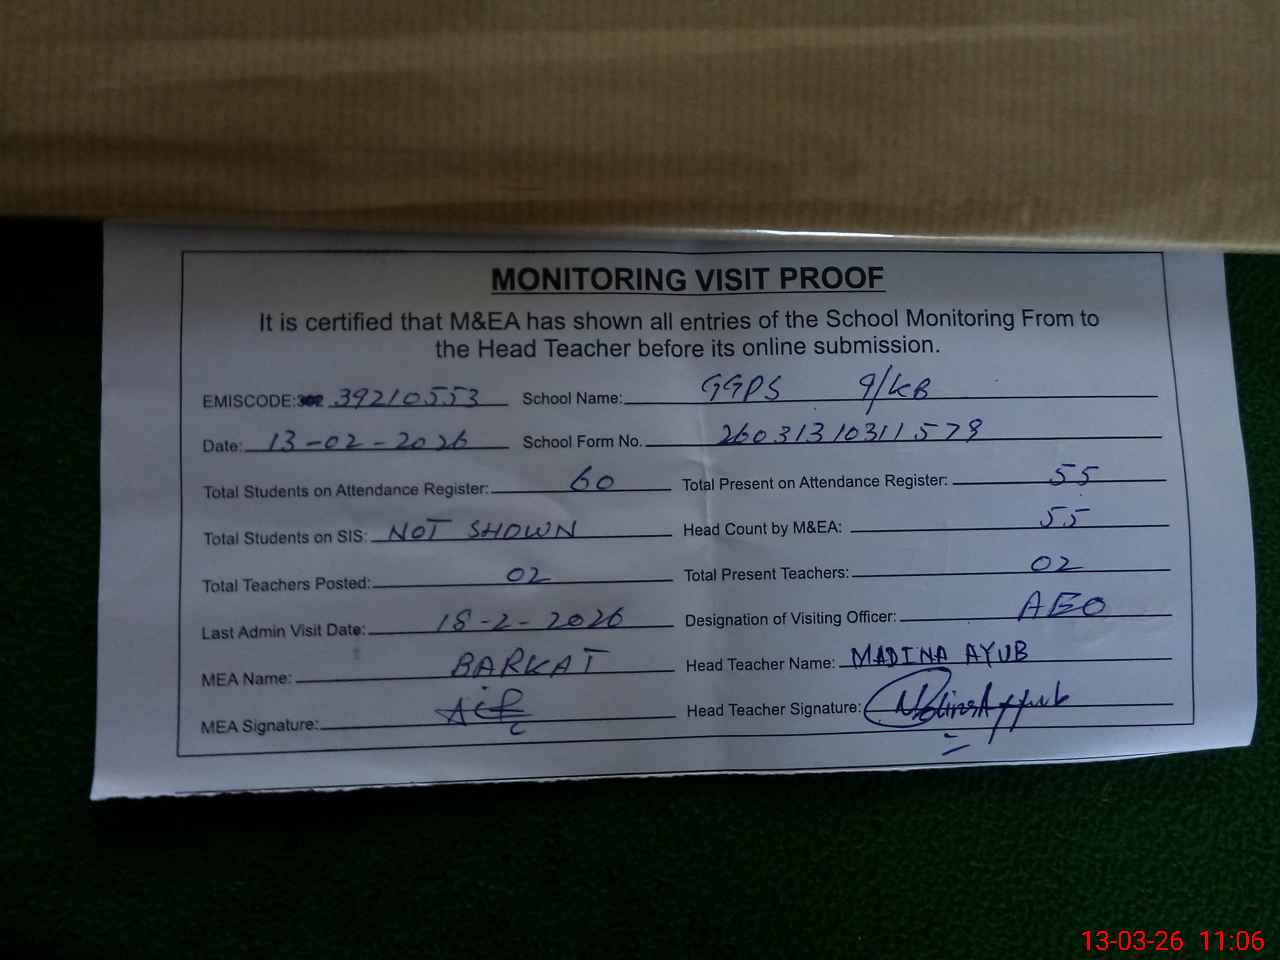 MONITORING VISIT PROOF
It is certified that M&EA has shown all entries of the School Monitoring From to
the Head Teacher before its online submission.
EMISCODE: 39210553 School Name: GGPS 9/KB
Date: 13-02-2026 School Form No. 26031310311579
Total Students on Attendance Register: 60 Total Present on Attendance Register: 55
Total Students on SIS: NOT SHOWN Head Count by M&EA: 55
Total Teachers Posted: 02 Total Present Teachers: 02
Last Admin Visit Date: 18-2-2026 Designation of Visiting Officer: AEO
MEA Name: BARKAT Head Teacher Name: MADINA AYUB
MEA Signature: Head Teacher Signature: Madina Ayyub
13-03-26 11:06